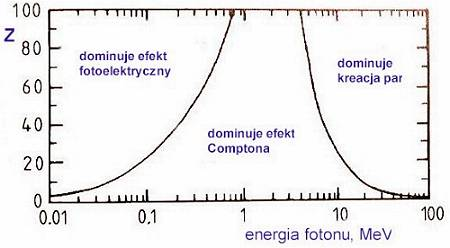 Z
100
80
60
40
20
0
dominuje efekt
fotoelektryczny
dominuje efekt
Comptona
dominuje
kreacja par
0.01 0.1 1 10 100
energia fotonu, MeV